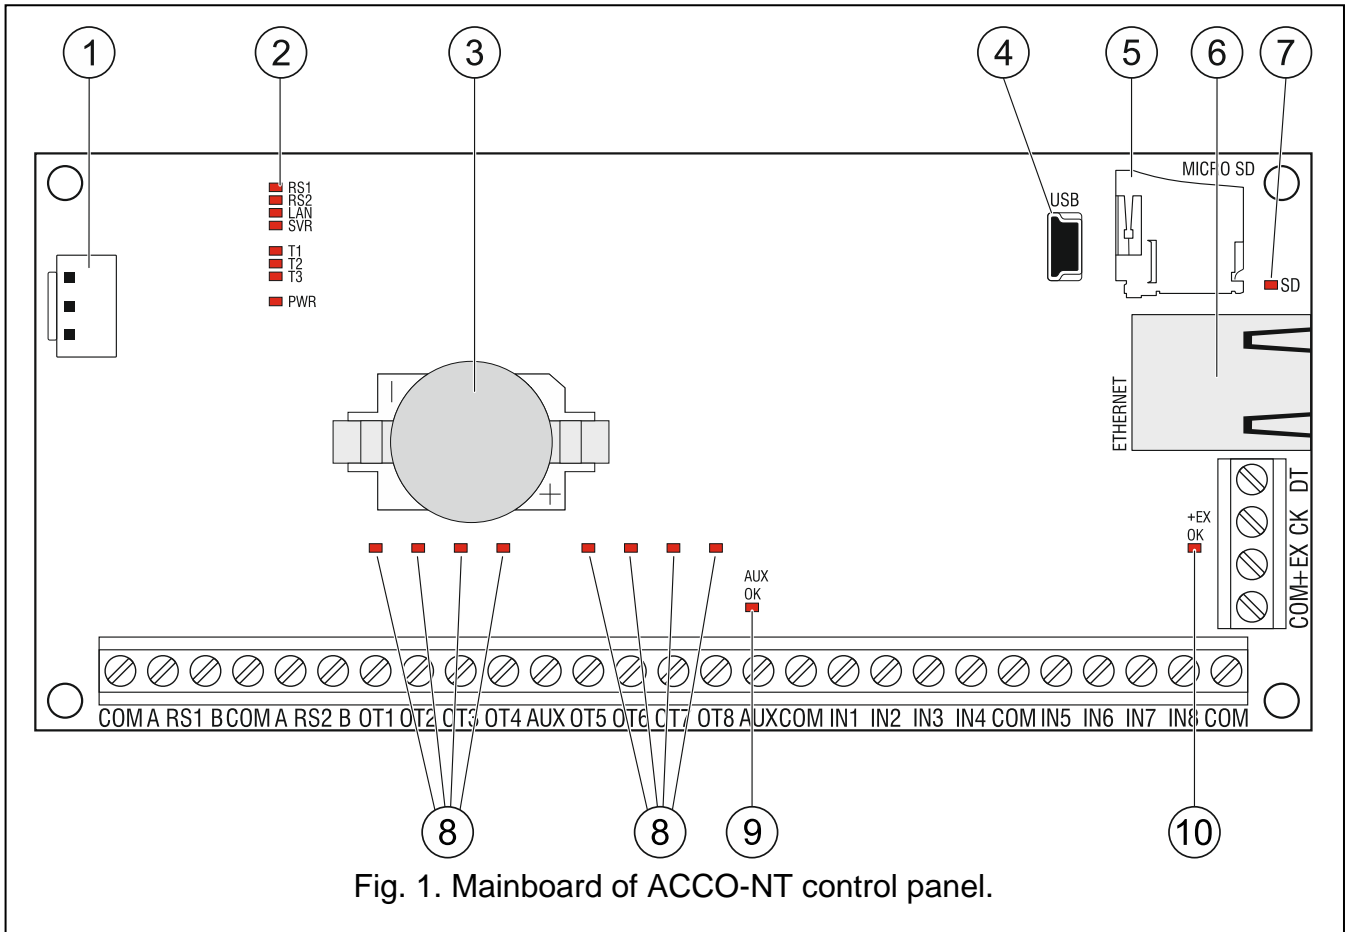 1 2 3 4 5 6 7
MICRO SD
USB
RS1
RS2
LAN
SVR
T1
T2
T3
PWR
SD
ETHERNET
+EX
OK
COM+EX CK DT
AUX
OK
COM A RS1 B COM A RS2 B OT1 OT2 OT3 OT4 AUX OT5 OT6 OT7 OT8 AUX COM IN1 IN2 IN3 IN4 COM IN5 IN6 IN7 IN8 COM
8 8 9 10
Fig. 1. Mainboard of ACCO-NT control panel.